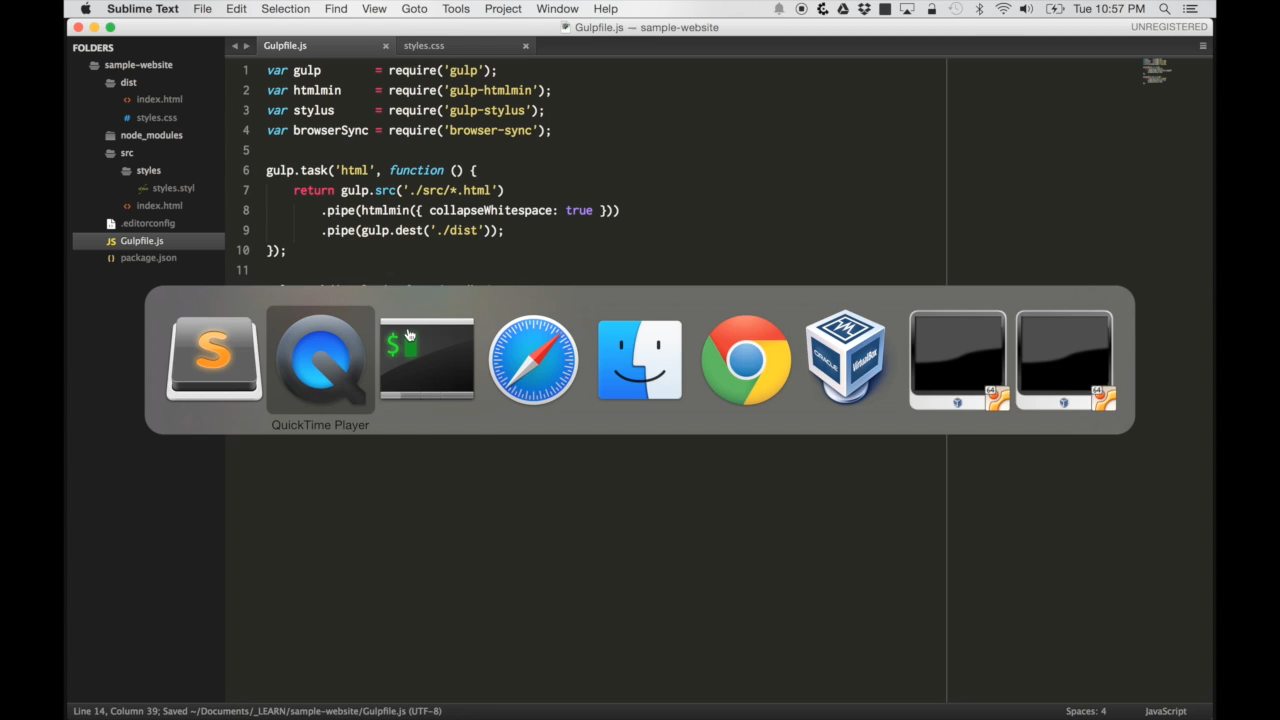 Sublime Text File Edit Selection Find View Goto Tools Project Window Help Tue 10:57 PM
Gulpfile.js — sample-website UNREGISTERED
FOLDERS
sample-website
dist
index.html
styles.css
node_modules
src
styles
styles.styl
index.html
.editorconfig
JS Gulpfile.js
package.json
Gulpfile.js styles.css
1 var gulp = require('gulp');
2 var htmlmin = require('gulp-htmlmin');
3 var stylus = require('gulp-stylus');
4 var browserSync = require('browser-sync');
5
6 gulp.task('html', function () {
7 return gulp.src('./src/*.html')
8 .pipe(htmlmin({ collapseWhitespace: true }))
9 .pipe(gulp.dest('./dist'));
10 });
11
QuickTime Player
Line 14, Column 39; Saved ~/Documents/_LEARN/sample-website/Gulpfile.js (UTF-8) Spaces: 4 JavaScript